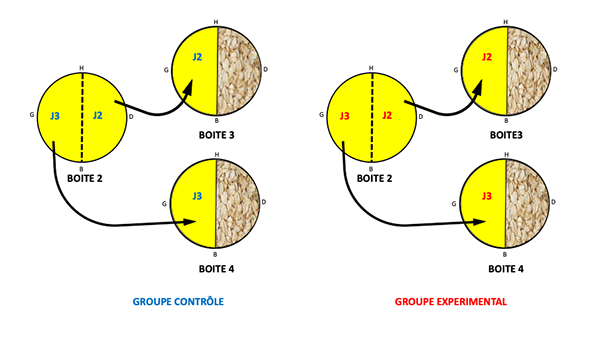 H
J2
G
D
B
BOITE 3
H
G
J3
J2
D
B
BOITE 2
H
J3
G
D
B
BOITE 4
GROUPE CONTRÔLE
H
J2
G
D
B
BOITE3
H
G
J3
J2
D
B
BOITE 2
H
J3
G
D
B
BOITE 4
GROUPE EXPERIMENTAL